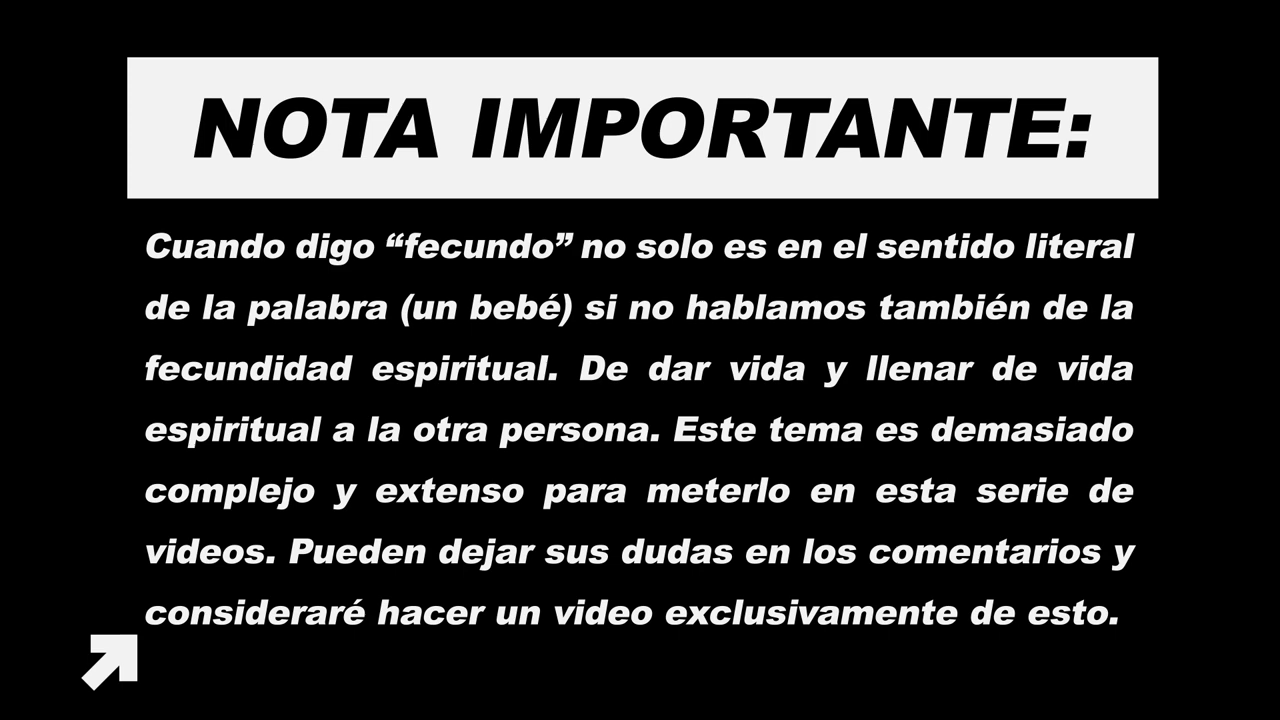 NOTA IMPORTANTE:
Cuando digo “fecundo” no solo es en el sentido literal
de la palabra (un bebé) si no hablamos también de la
fecundidad espiritual. De dar vida y llenar de vida
espiritual a la otra persona. Este tema es demasiado
complejo y extenso para meterlo en esta serie de
videos. Pueden dejar sus dudas en los comentarios y
consideraré hacer un video exclusivamente de esto.